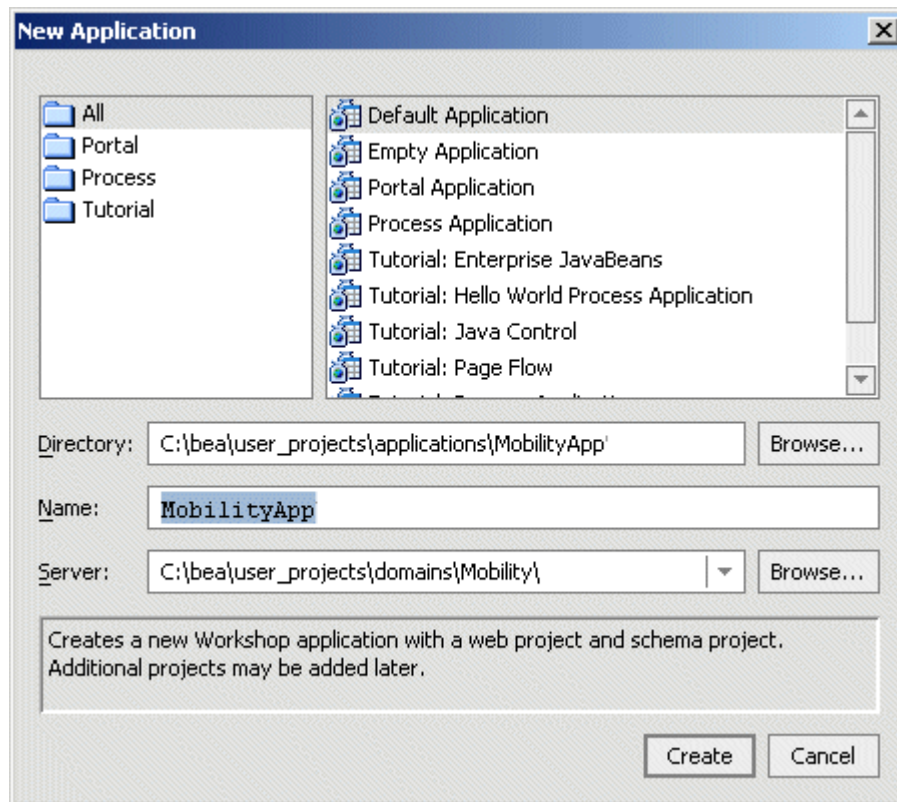 New Application
All
Portal
Process
Tutorial
Default Application
Empty Application
Portal Application
Process Application
Tutorial: Enterprise JavaBeans
Tutorial: Hello World Process Application
Tutorial: Java Control
Tutorial: Page Flow
Directory: C:\bea\user_projects\applications\MobilityApp' Browse...
Name: MobilityApp
Server: C:\bea\user_projects\domains\Mobility\ Browse...
Creates a new Workshop application with a web project and schema project.
Additional projects may be added later.
Create Cancel